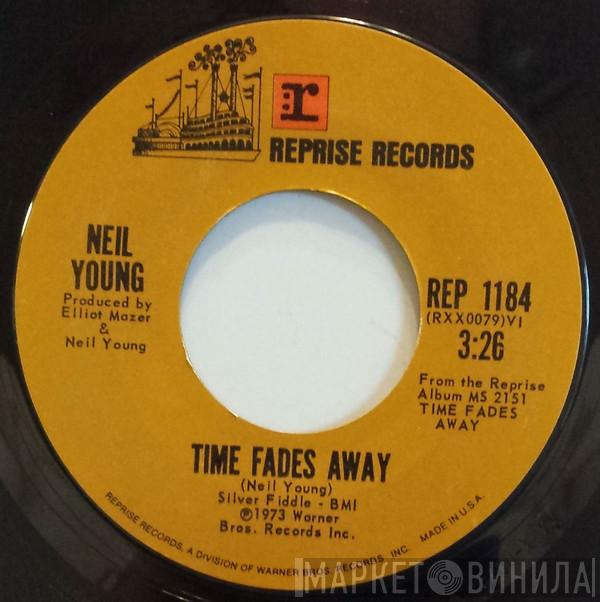 r
REPRISE RECORDS
NEIL
YOUNG
Produced by
Elliot Mazer
&
Neil Young
REP 1184
(RXX0079)V1
3:26
From the Reprise
Album MS 2151
TIME FADES
AWAY
TIME FADES AWAY
(Neil Young)
Silver Fiddle - BMI
℗1973 Warner
Bros. Records Inc.
REPRISE RECORDS, A DIVISION OF WARNER BROS. RECORDS, INC. MADE IN U.S.A.
МАРКЕТ ВИНИЛА